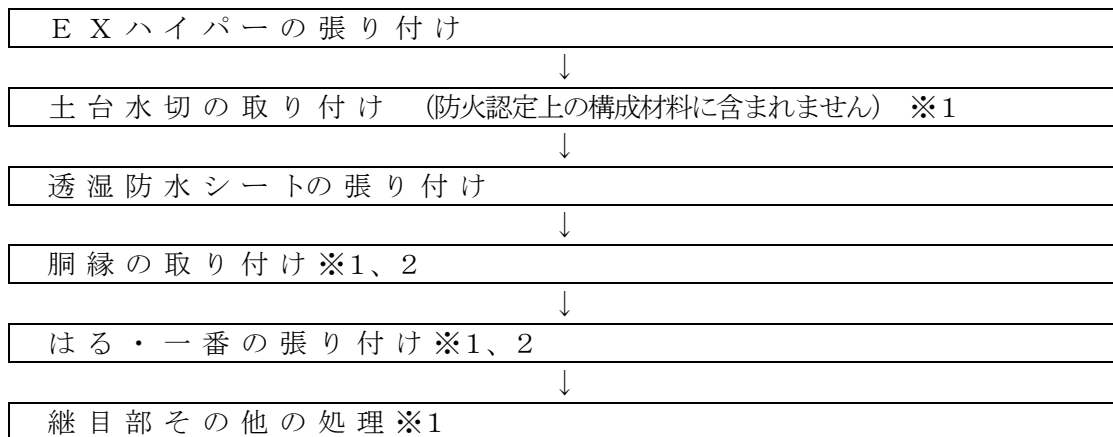 ＥＸハイパーの張り付け
↓
土台水切の取り付け （防火認定上の構成材料に含まれません） ※１
↓
透湿防水シートの張り付け
↓
胴縁の取り付け※１、２
↓
はる・一番の張り付け※１、２
↓
継目部その他の処理※１